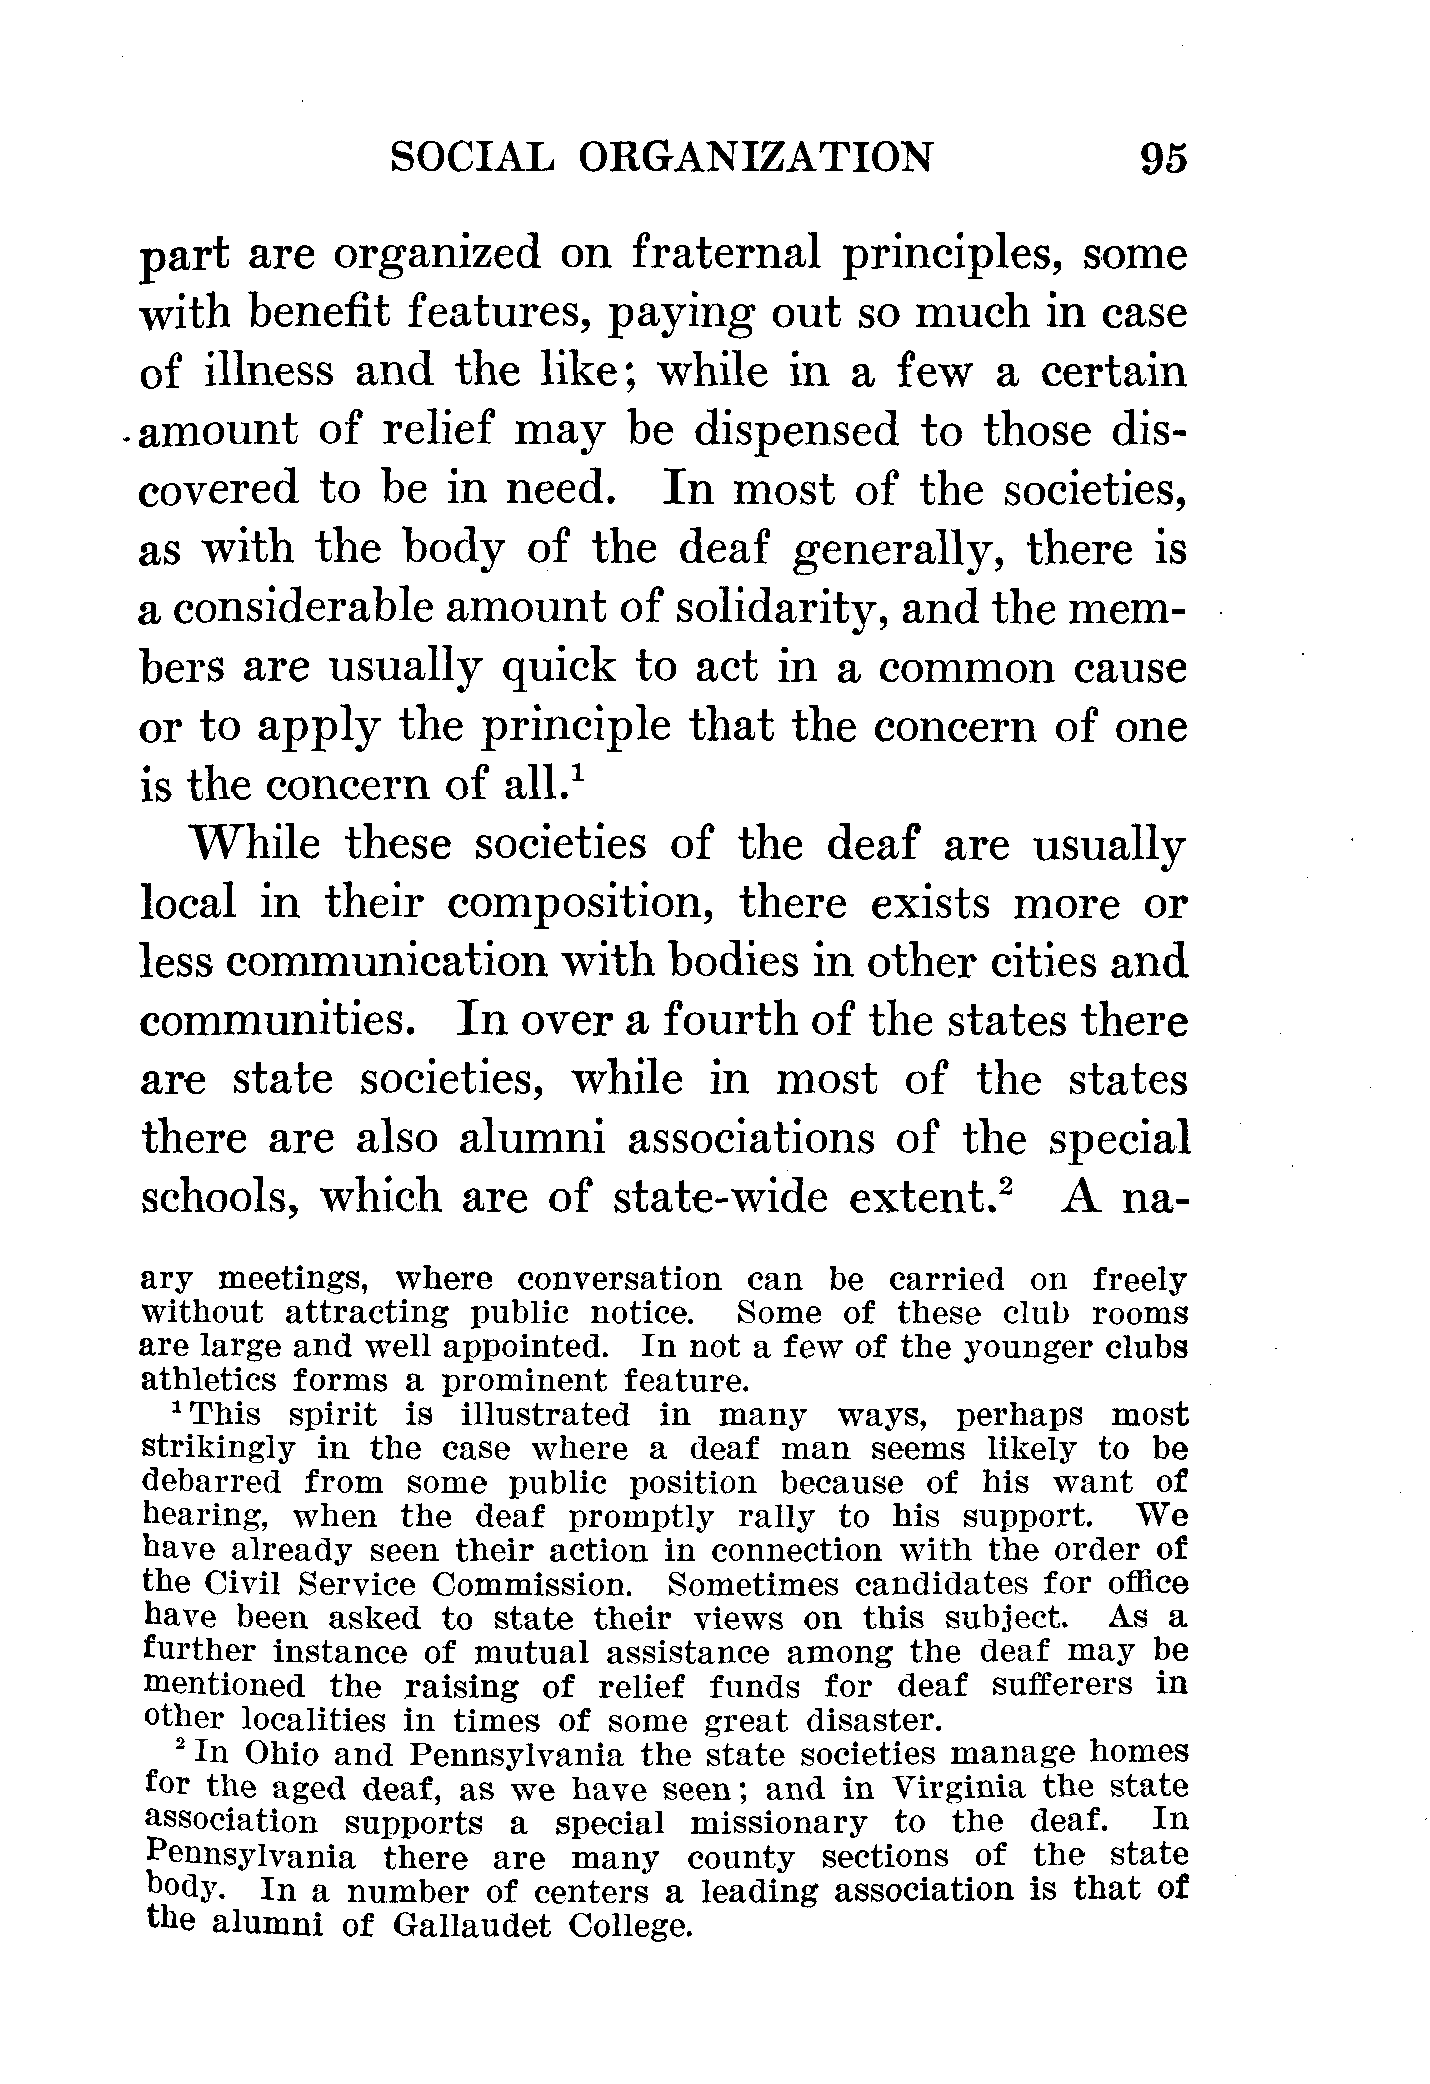 SOCIAL ORGANIZATION 95
part are organized on fraternal principles, some
with benefit features, paying out so much in case
of illness and the like; while in a few a certain
amount of relief may be dispensed to those dis-
covered to be in need. In most of the societies,
as with the body of the deaf generally, there is
a considerable amount of solidarity, and the mem-
bers are usually quick to act in a common cause
or to apply the principle that the concern of one
is the concern of all.¹
While these societies of the deaf are usually
local in their composition, there exists more or
less communication with bodies in other cities and
communities. In over a fourth of the states there
are state societies, while in most of the states
there are also alumni associations of the special
schools, which are of state-wide extent.² A na-
ary meetings, where conversation can be carried on freely
without attracting public notice. Some of these club rooms
are large and well appointed. In not a few of the younger clubs
athletics forms a prominent feature.
¹ This spirit is illustrated in many ways, perhaps most
strikingly in the case where a deaf man seems likely to be
debarred from some public position because of his want of
hearing, when the deaf promptly rally to his support. We
have already seen their action in connection with the order of
the Civil Service Commission. Sometimes candidates for office
have been asked to state their views on this subject. As a
further instance of mutual assistance among the deaf may be
mentioned the raising of relief funds for deaf sufferers in
other localities in times of some great disaster.
² In Ohio and Pennsylvania the state societies manage homes
for the aged deaf, as we have seen; and in Virginia the state
association supports a special missionary to the deaf. In
Pennsylvania there are many county sections of the state
body. In a number of centers a leading association is that of
the alumni of Gallaudet College.